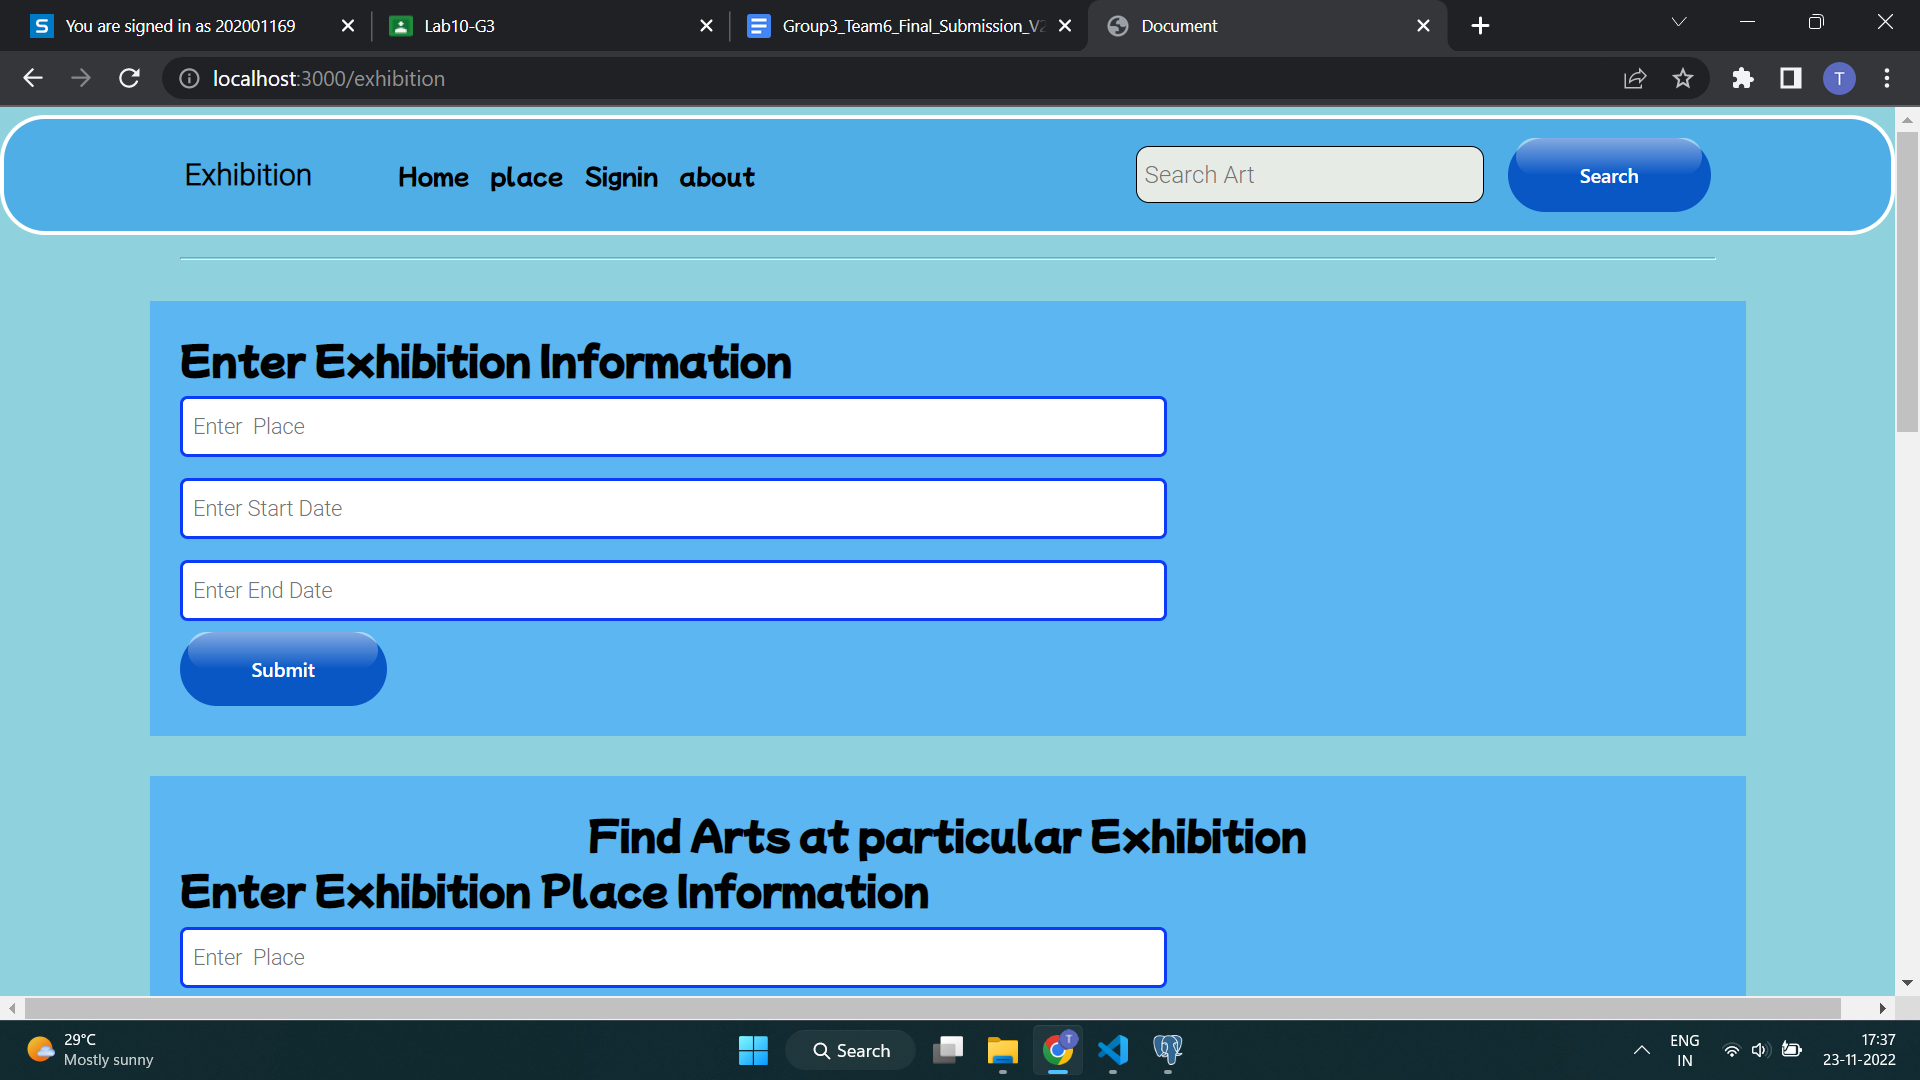 You are signed in as 202001169
Lab10-G3
Group3_Team6_Final_Submission_V2
Document
localhost:3000/exhibition
T
Exhibition
Home place Signin about
Search Art
Search
Enter Exhibition Information
Enter  Place
Enter Start Date
Enter End Date
Submit
Find Arts at particular Exhibition
Enter Exhibition Place Information
Enter  Place
29°C
Mostly sunny
Search
T
ENG
IN
17:37
23-11-2022